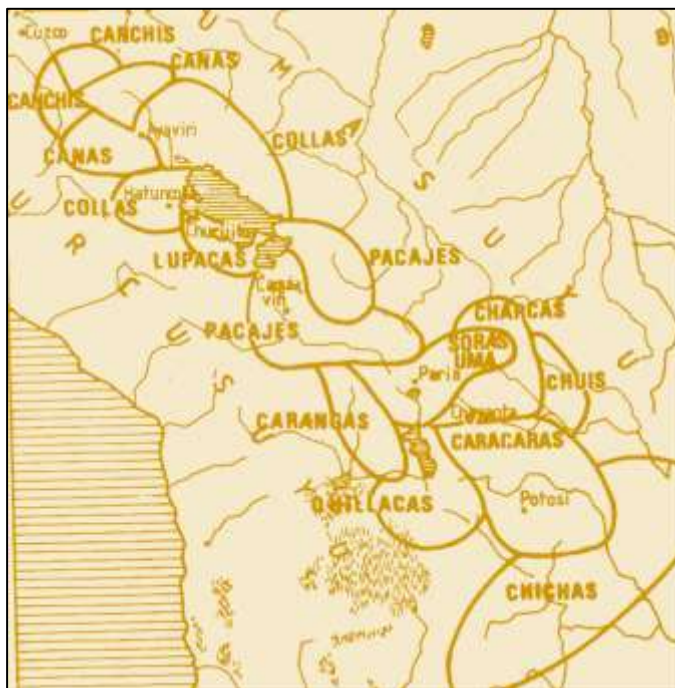 Cuzco
CANCHIS
CANAS
CANCHIS
Ayaviri
CANAS
COLLAS
Hatuncolla
COLLAS
Chucuito
LUPACAS
PACAJES
PACAJES
CHARCAS
SORAS
UMA
Paria
CHUIS
CARANGAS
CARACARAS
QUILLACAS
Potosi
CHICHAS
U M A S U Y U
U R C U S U Y U